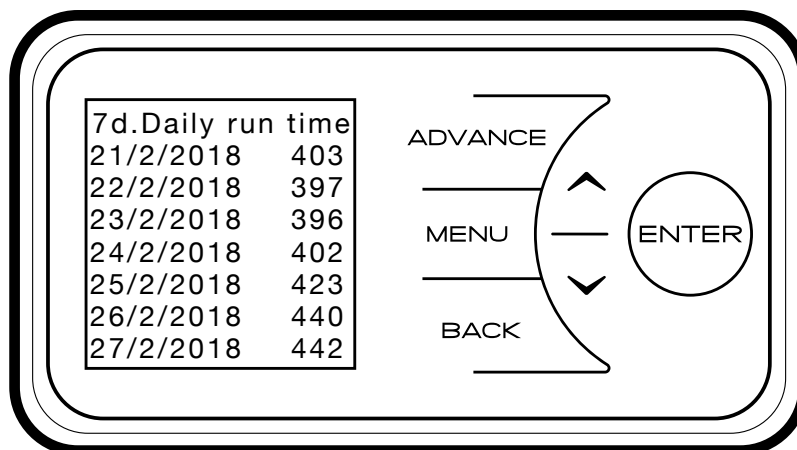 7d.Daily run time
21/2/2018 403
22/2/2018 397
23/2/2018 396
24/2/2018 402
25/2/2018 423
26/2/2018 440
27/2/2018 442
ADVANCE
MENU
BACK
ENTER